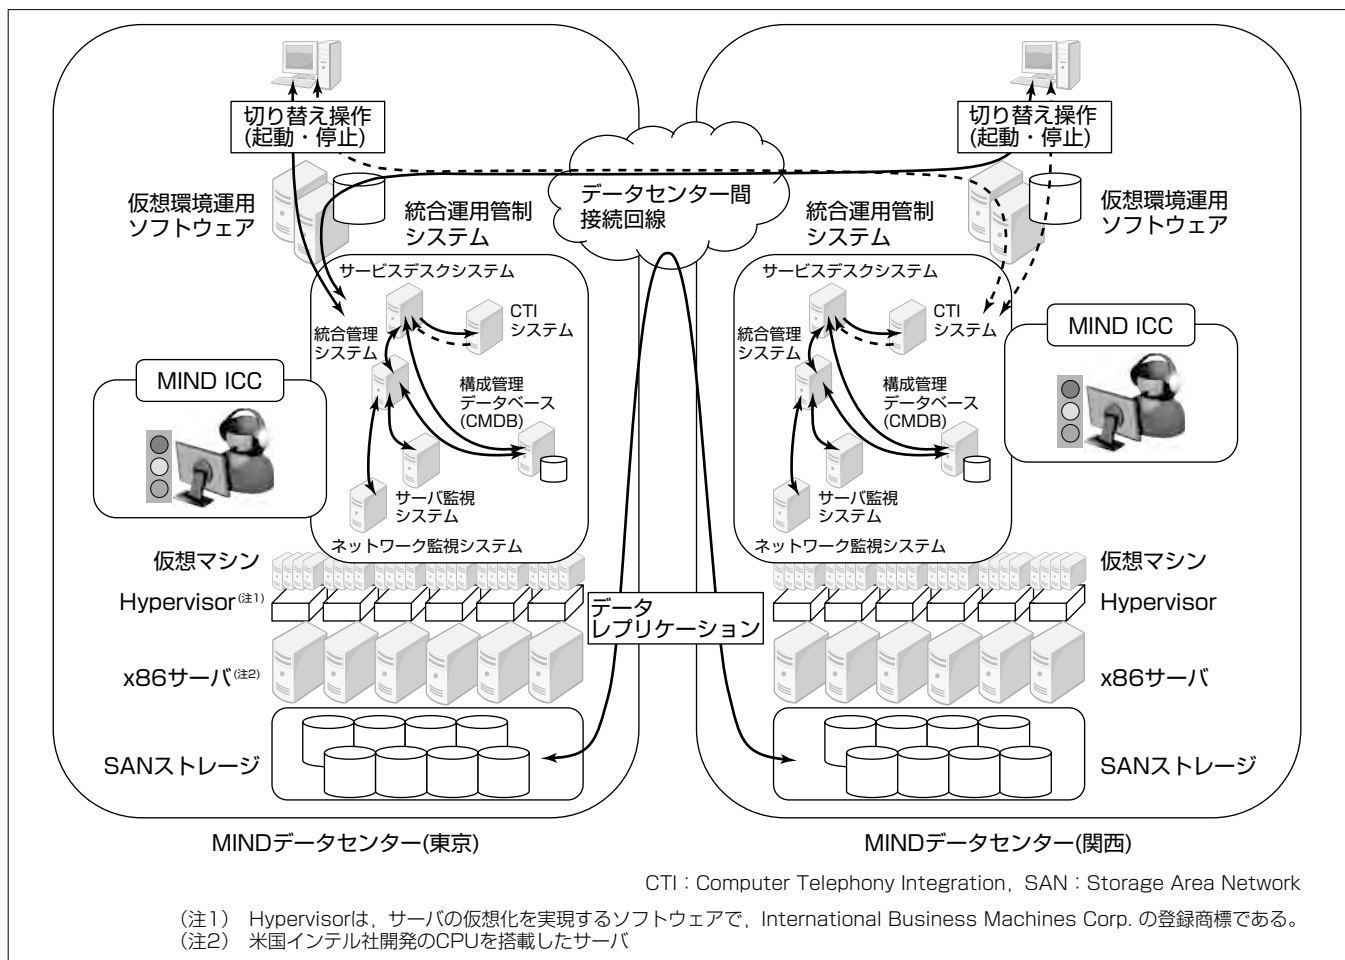 切り替え操作
(起動・停止)
仮想環境運用
ソフトウェア
統合運用管制
システム
サービスデスクシステム
CTI
システム
統合管理
システム
構成管理
データベース
(CMDB)
サーバ監視
システム
ネットワーク監視システム
MIND ICC
仮想マシン
Hypervisor(注1)
x86サーバ(注2)
SANストレージ
MINDデータセンター(東京)
データセンター間
接続回線
データ
レプリケーション
切り替え操作
(起動・停止)
仮想環境運用
ソフトウェア
統合運用管制
システム
サービスデスクシステム
CTI
システム
統合管理
システム
構成管理
データベース
(CMDB)
サーバ監視
システム
ネットワーク監視システム
MIND ICC
仮想マシン
Hypervisor
x86サーバ
SANストレージ
MINDデータセンター(関西)
CTI：Computer Telephony Integration，SAN：Storage Area Network
（注1） Hypervisorは，サーバの仮想化を実現するソフトウェアで，International Business Machines Corp. の登録商標である。
（注2） 米国インテル社開発のCPUを搭載したサーバ